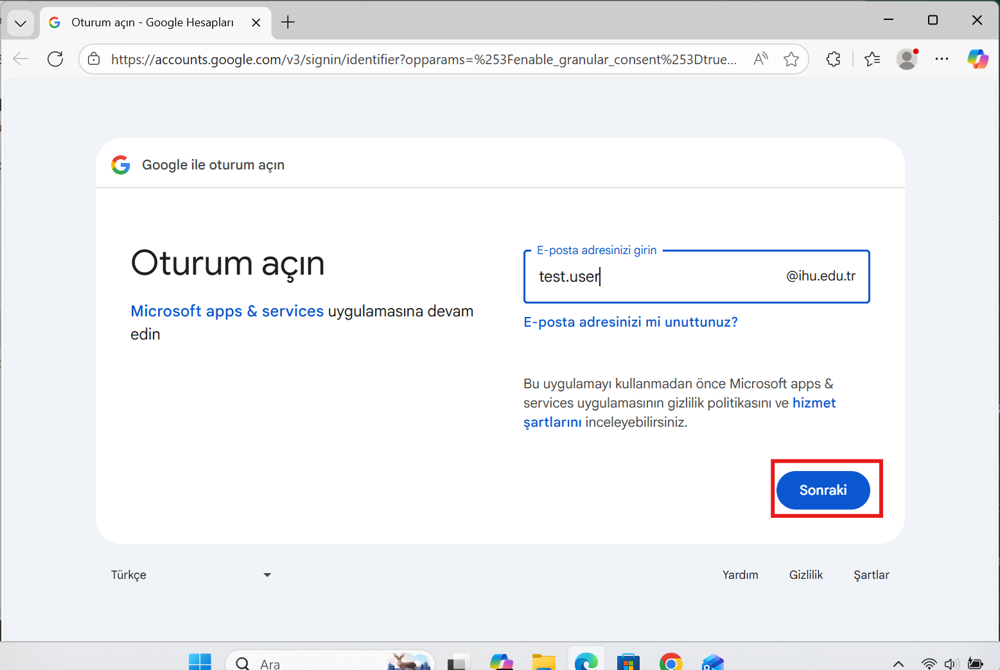 Oturum açın - Google Hesapları
https://accounts.google.com/v3/signin/identifier?opparams=%253Fenable_granular_consent%253Dtrue...
Google ile oturum açın
Oturum açın
Microsoft apps & services uygulamasına devam
edin
E-posta adresinizi girin
test.user
@ihu.edu.tr
E-posta adresinizi mi unuttunuz?
Bu uygulamayı kullanmadan önce Microsoft apps &
services uygulamasının gizlilik politikasını ve hizmet
şartlarını inceleyebilirsiniz.
Sonraki
Türkçe
Yardım
Gizlilik
Şartlar
Ara